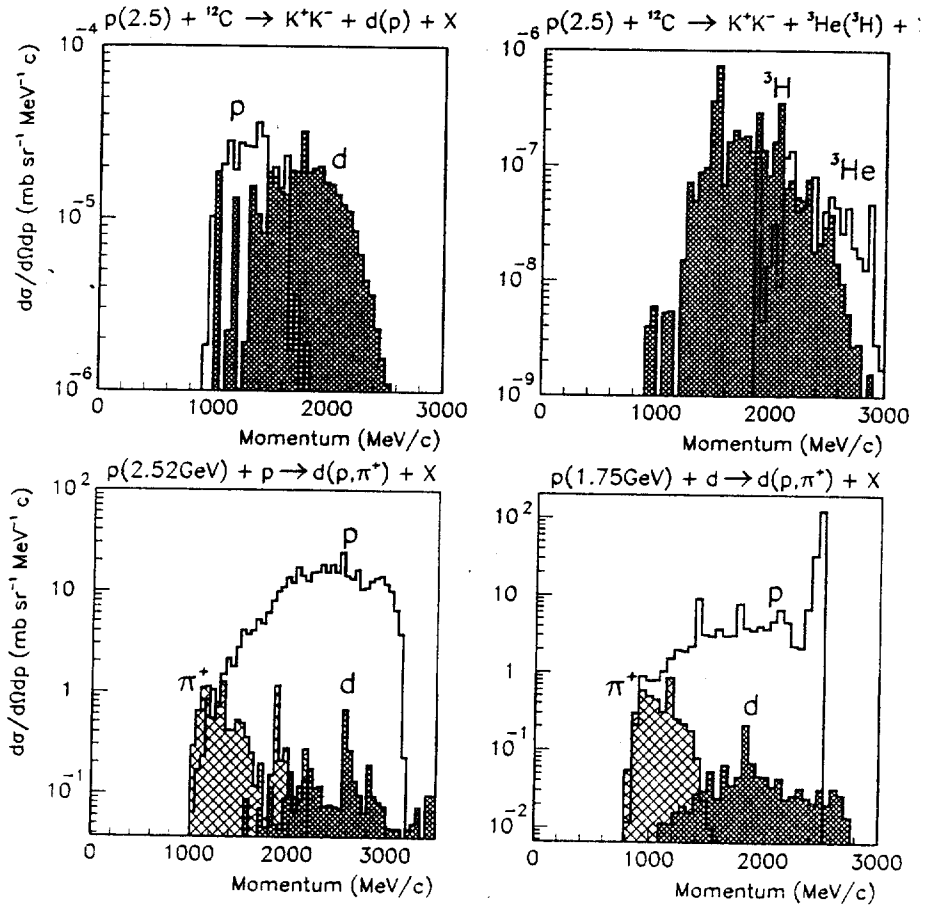 p(2.5) + ¹²C → K⁺K⁻ + d(p) + X
10⁻⁴
10⁻⁵
10⁻⁶
dσ/dΩdp (mb sr⁻¹ MeV⁻¹ c)
p
d
0 1000 2000 3000
Momentum (MeV/c)
p(2.5) + ¹²C → K⁺K⁻ + ³He(³H) +
10⁻⁶
10⁻⁷
10⁻⁸
10⁻⁹
³H
³He
0 1000 2000 3000
Momentum (MeV/c)
p(2.52GeV) + p → d(p,π⁺) + X
10²
10
1
10⁻¹
dσ/dΩdp (mb sr⁻¹ MeV⁻¹ c)
p
π⁺
d
0 1000 2000 3000
Momentum (MeV/c)
p(1.75GeV) + d → d(p,π⁺) + X
10²
10
1
10⁻¹
10⁻²
p
π⁺
d
0 1000 2000 3000
Momentum (MeV/c)